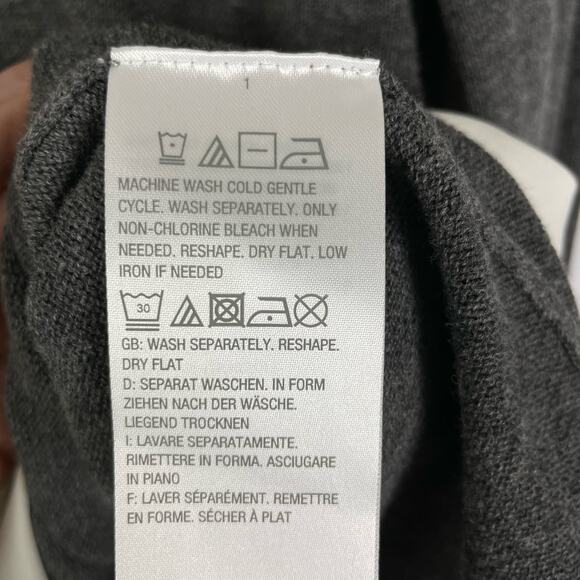 1
MACHINE WASH COLD GENTLE
CYCLE. WASH SEPARATELY. ONLY
NON-CHLORINE BLEACH WHEN
NEEDED. RESHAPE. DRY FLAT. LOW
IRON IF NEEDED
30
GB: WASH SEPARATELY. RESHAPE.
DRY FLAT
D: SEPARAT WASCHEN. IN FORM
ZIEHEN NACH DER WÄSCHE.
LIEGEND TROCKNEN
I: LAVARE SEPARATAMENTE.
RIMETTERE IN FORMA. ASCIUGARE
IN PIANO
F: LAVER SÉPARÉMENT. REMETTRE
EN FORME. SÉCHER À PLAT